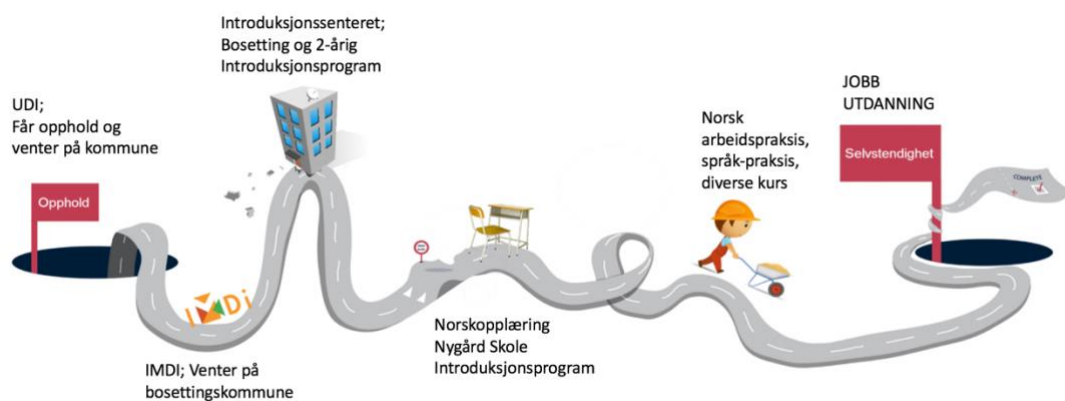 Introduksjonssenteret;
Bosetting og 2-årig
Introduksjonsprogram
UDI;
Får opphold og
venter på kommune
Opphold
IMDi
IMDI; Venter på
bosettingskommune
Norskopplæring
Nygård Skole
Introduksjonsprogram
Norsk
arbeidspraksis,
språk-praksis,
diverse kurs
JOBB
UTDANNING
Selvstendighet
COMPLETE